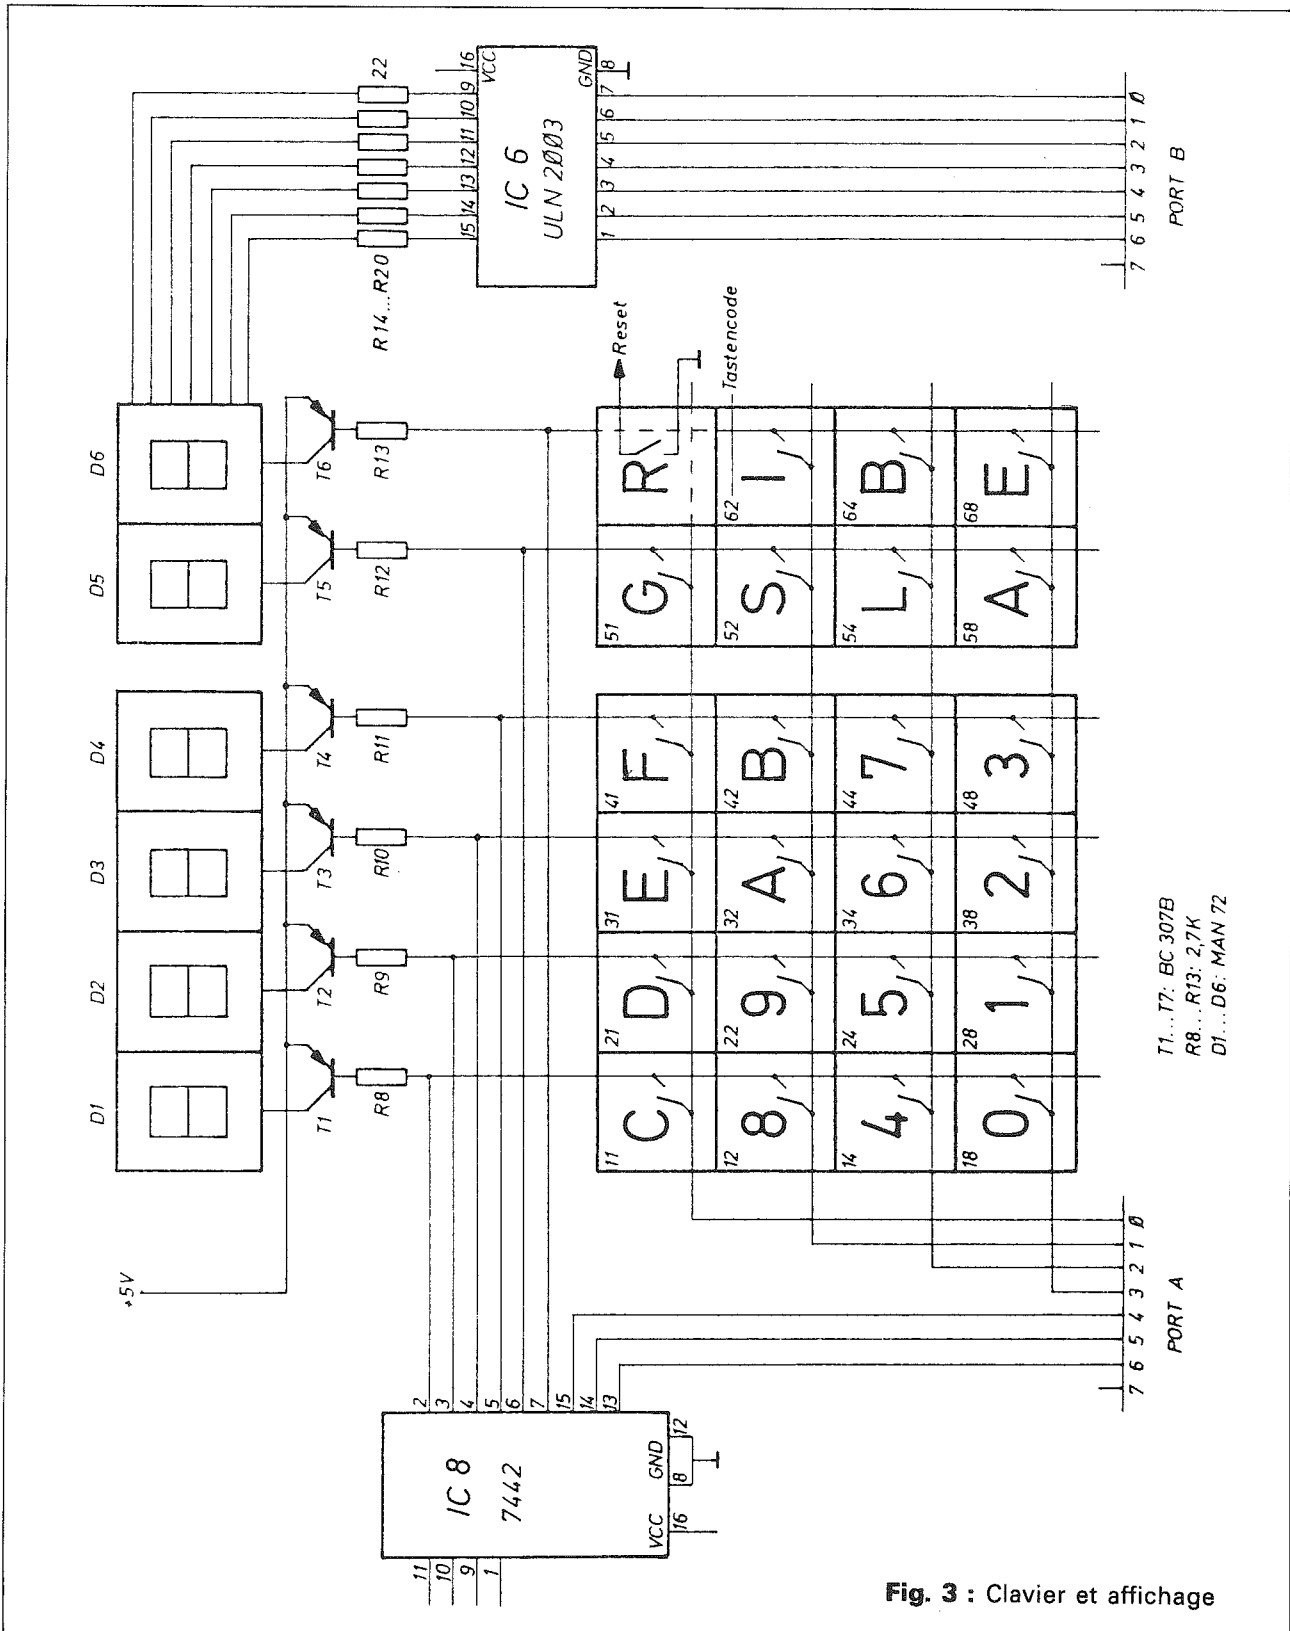 D1
D2
D3
D4
D5
D6
+5V
T1
T2
T3
T4
T5
T6
R8
R9
R10
R11
R12
R13
R14...R20
22
15 14 13 12 11 10 9 16
VCC
IC 6
ULN 2003
GND
1 2 3 4 5 6 7 8
7 6 5 4 3 2 1 0
PORT B
Reset
Tastencode
11 C
21 D
31 E
41 F
51 G
R
12 8
22 9
32 A
42 B
52 S
62 I
14 4
24 5
34 6
44 7
54 L
64 B
18 0
28 1
38 2
48 3
58 A
68 E
11
10
9
1
IC 8
7442
2
3
4
5
6
7
15
14
13
VCC GND
16 8 12
7 6 5 4 3 2 1 0
PORT A
T1...T7: BC 307B
R8...R13: 2,7K
D1...D6: MAN 72
Fig. 3 : Clavier et affichage